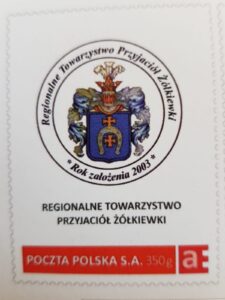 Regionalne Towarzystwo Przyjaciół Żółkiewki
* Rok założenia 2003 *
REGIONALNE TOWARZYSTWO
PRZYJACIÓŁ ŻÓŁKIEWKI
POCZTA POLSKA S.A. 350g a: